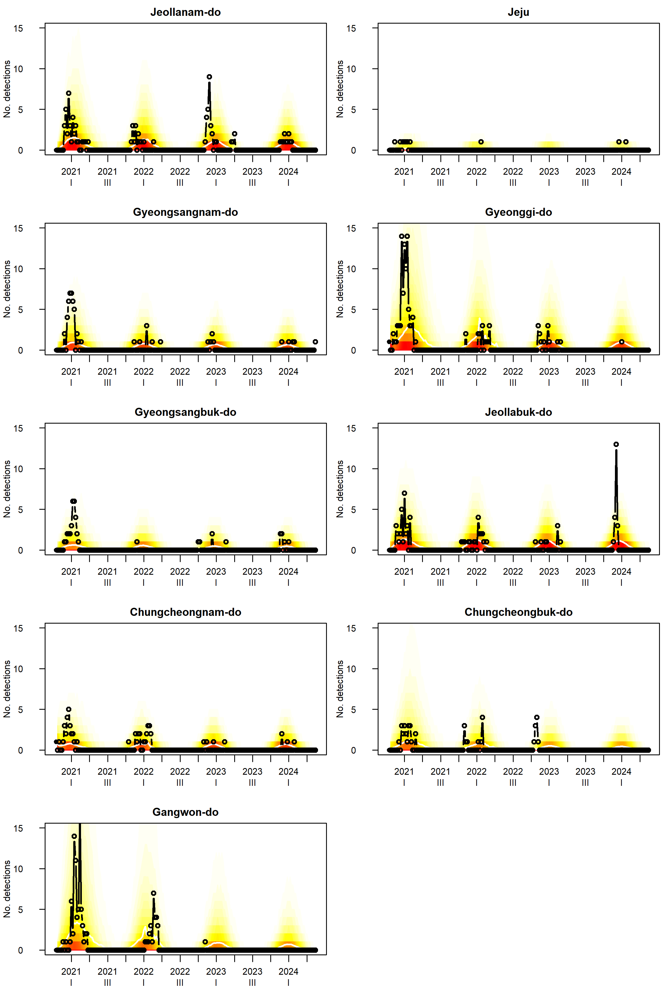 Jeollanam-do
No. detections
15
10
5
0
2021 2021 2022 2022 2023 2023 2024
I III I III I III I
Jeju
No. detections
15
10
5
0
2021 2021 2022 2022 2023 2023 2024
I III I III I III I
Gyeongsangnam-do
No. detections
15
10
5
0
2021 2021 2022 2022 2023 2023 2024
I III I III I III I
Gyeonggi-do
No. detections
15
10
5
0
2021 2021 2022 2022 2023 2023 2024
I III I III I III I
Gyeongsangbuk-do
No. detections
15
10
5
0
2021 2021 2022 2022 2023 2023 2024
I III I III I III I
Jeollabuk-do
No. detections
15
10
5
0
2021 2021 2022 2022 2023 2023 2024
I III I III I III I
Chungcheongnam-do
No. detections
15
10
5
0
2021 2021 2022 2022 2023 2023 2024
I III I III I III I
Chungcheongbuk-do
No. detections
15
10
5
0
2021 2021 2022 2022 2023 2023 2024
I III I III I III I
Gangwon-do
No. detections
15
10
5
0
2021 2021 2022 2022 2023 2023 2024
I III I III I III I